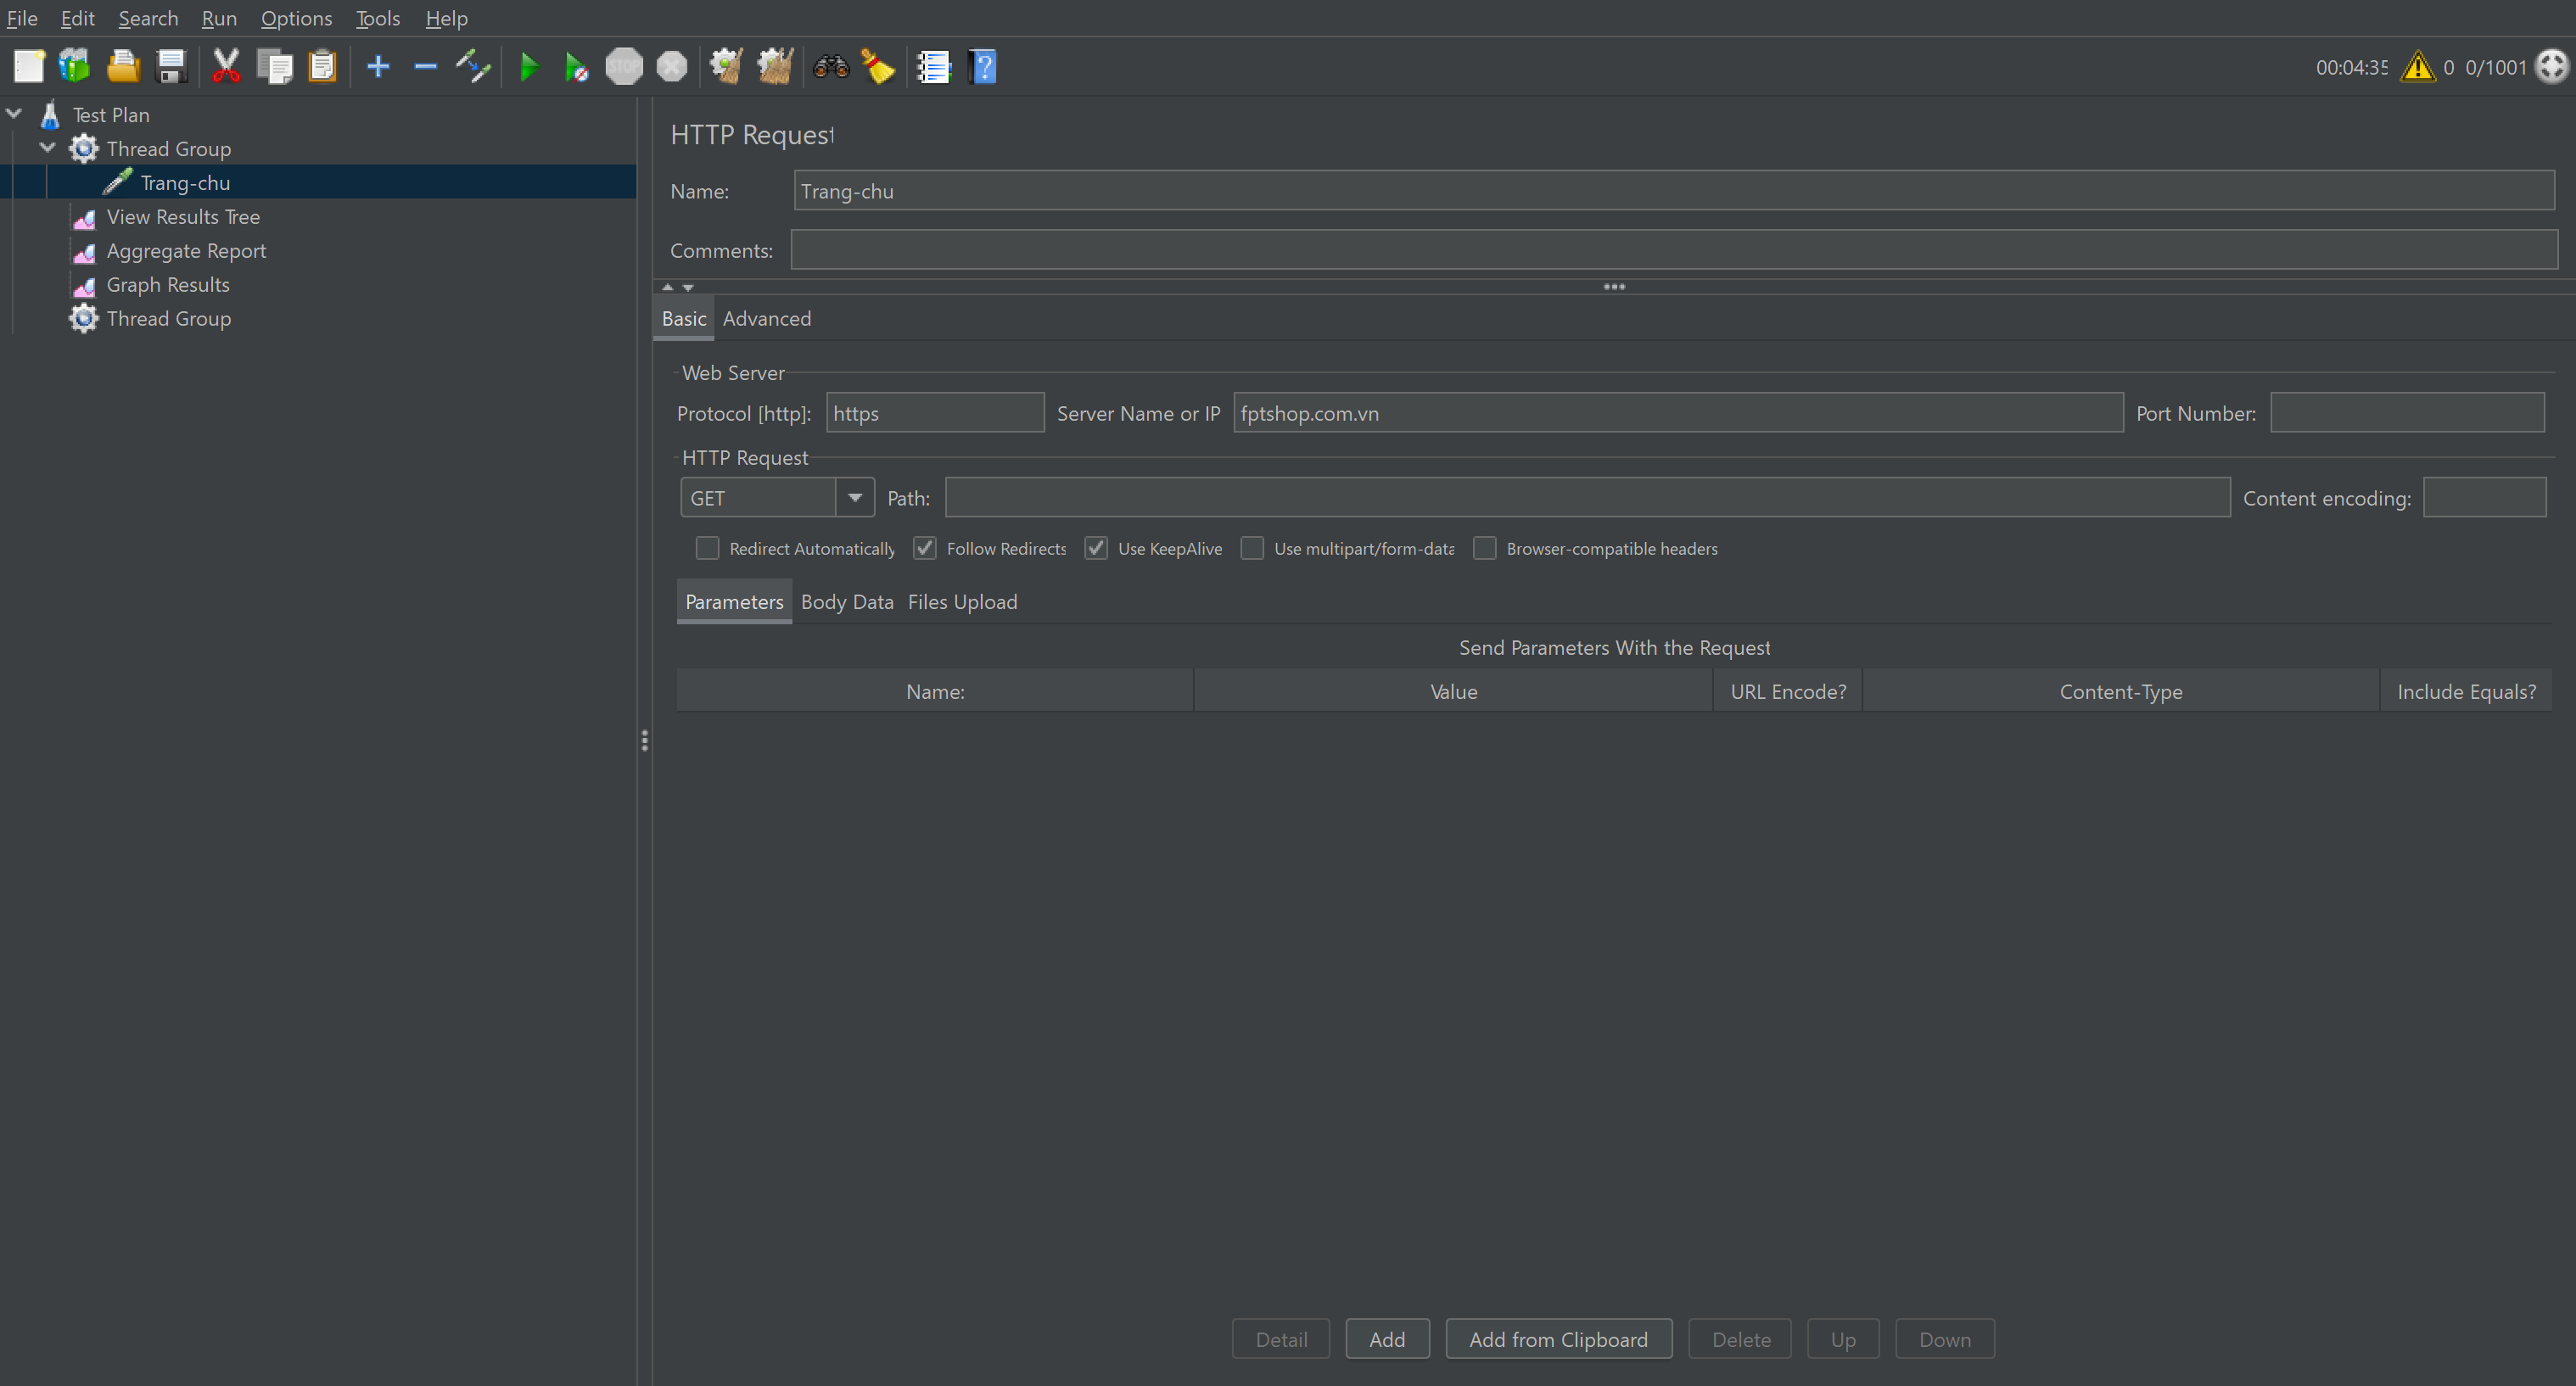 File Edit Search Run Options Tools Help
STOP
?
00:04:35 0 0/1001
Test Plan
Thread Group
Trang-chu
View Results Tree
Aggregate Report
Graph Results
Thread Group
HTTP Request
Name: Trang-chu
Comments:
Basic Advanced
Web Server
Protocol [http]: https Server Name or IP fptshop.com.vn Port Number:
HTTP Request
GET Path: Content encoding:
Redirect Automatically Follow Redirects Use KeepAlive Use multipart/form-data Browser-compatible headers
Parameters Body Data Files Upload
Send Parameters With the Request
Name: Value URL Encode? Content-Type Include Equals?
Detail Add Add from Clipboard Delete Up Down